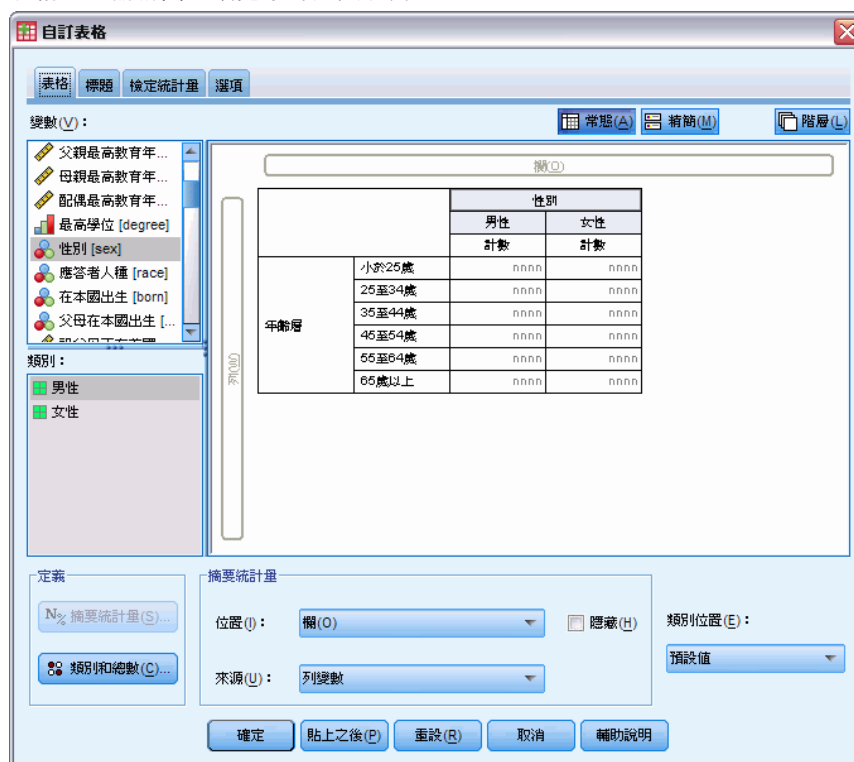 自訂表格
表格 標題 檢定統計量 選項
變數(V)：
常態(A) 精簡(M) 階層(L)
父親最高教育年...
母親最高教育年...
配偶最高教育年...
最高學位 [degree]
性別 [sex]
應答者人種 [race]
在本國出生 [born]
父母在本國出生 [...
類別：
男性
女性
欄(O)
列(W)
性別
男性 女性
計數 計數
年齡層
小於25歲 nnnn nnnn
25至34歲 nnnn nnnn
35至44歲 nnnn nnnn
45至54歲 nnnn nnnn
55至64歲 nnnn nnnn
65歲以上 nnnn nnnn
定義
N% 摘要統計量(S)...
類別和總數(C)...
摘要統計量
位置(I)： 欄(O) 隱藏(H)
來源(U)： 列變數
類別位置(E)：
預設值
確定 貼上之後(P) 重設(R) 取消 輔助說明